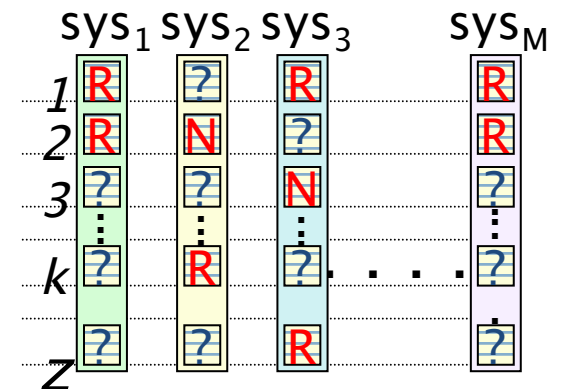 sys1 sys2 sys3 sysM
1 R ? R R
2 R N ? R
3 ? ? N ?
k ? R ? ?
z ? ? R ?